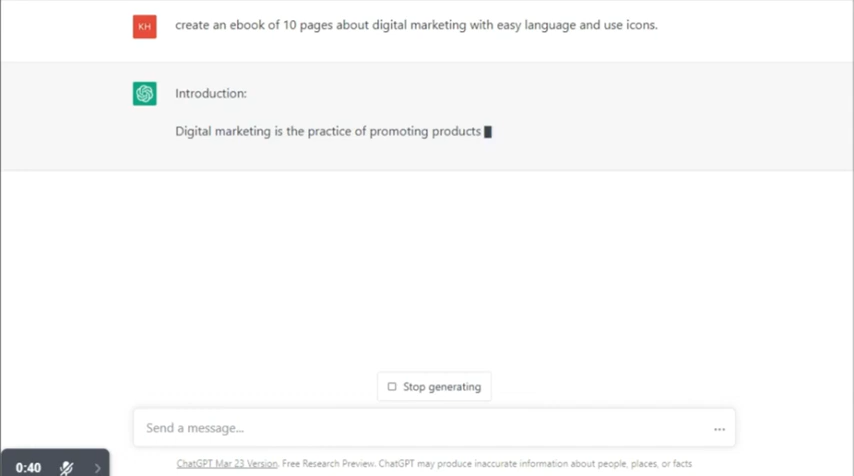 KH
create an ebook of 10 pages about digital marketing with easy language and use icons.
Introduction:
Digital marketing is the practice of promoting products
Stop generating
Send a message...
ChatGPT Mar 23 Version. Free Research Preview. ChatGPT may produce inaccurate information about people, places, or facts
0:40